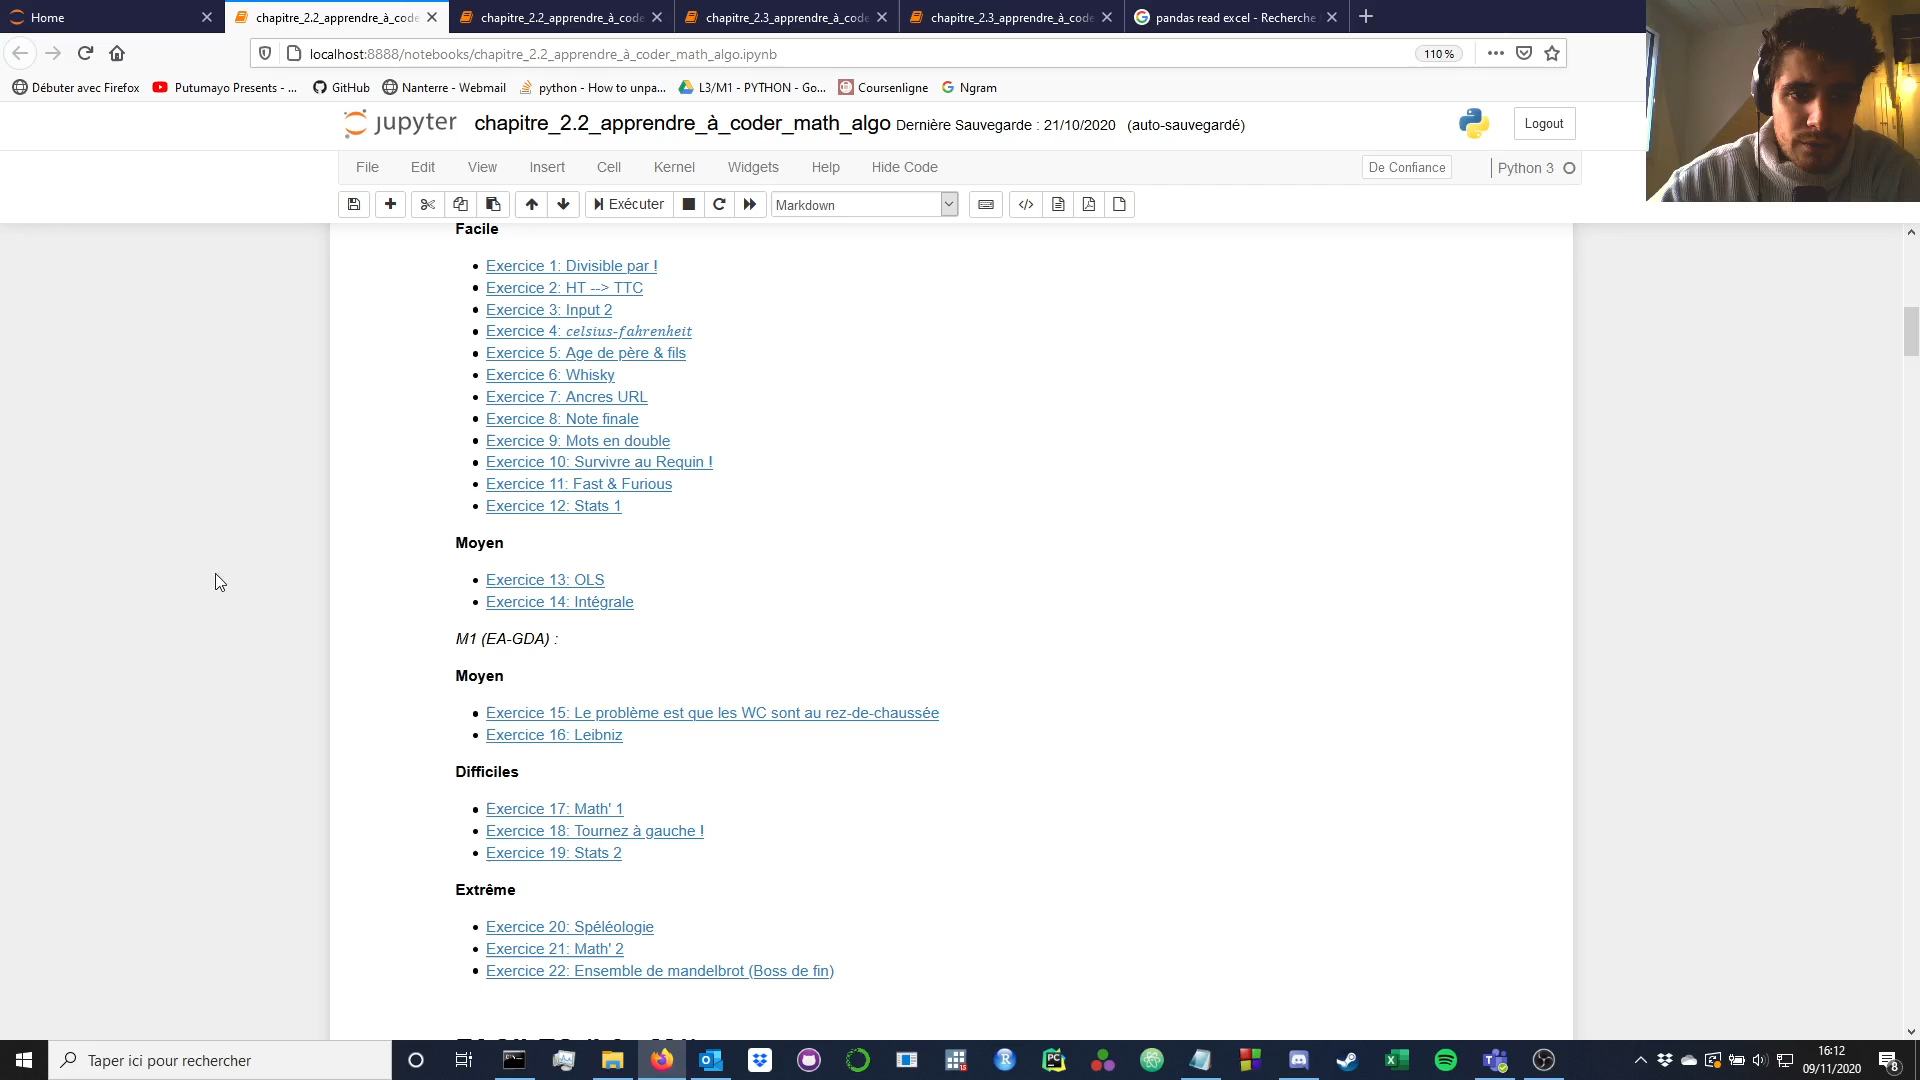 Home
chapitre_2.2_apprendre_à_code
chapitre_2.2_apprendre_à_code
chapitre_2.3_apprendre_à_code
chapitre_2.3_apprendre_à_code
pandas read excel - Recherche
localhost:8888/notebooks/chapitre_2.2_apprendre_à_coder_math_algo.ipynb
110 %
Débuter avec Firefox
Putumayo Presents - ...
GitHub
Nanterre - Webmail
python - How to unpa...
L3/M1 - PYTHON - Go...
Coursenligne
Ngram
jupyter
chapitre_2.2_apprendre_à_coder_math_algo
Dernière Sauvegarde : 21/10/2020
(auto-sauvegardé)
Logout
File
Edit
View
Insert
Cell
Kernel
Widgets
Help
Hide Code
De Confiance
Python 3
Exécuter
Markdown
Facile
Exercice 1: Divisible par !
Exercice 2: HT --> TTC
Exercice 3: Input 2
Exercice 4: celsius-fahrenheit
Exercice 5: Age de père & fils
Exercice 6: Whisky
Exercice 7: Ancres URL
Exercice 8: Note finale
Exercice 9: Mots en double
Exercice 10: Survivre au Requin !
Exercice 11: Fast & Furious
Exercice 12: Stats 1
Moyen
Exercice 13: OLS
Exercice 14: Intégrale
M1 (EA-GDA) :
Moyen
Exercice 15: Le problème est que les WC sont au rez-de-chaussée
Exercice 16: Leibniz
Difficiles
Exercice 17: Math' 1
Exercice 18: Tournez à gauche !
Exercice 19: Stats 2
Extrême
Exercice 20: Spéléologie
Exercice 21: Math' 2
Exercice 22: Ensemble de mandelbrot (Boss de fin)
Taper ici pour rechercher
16:12
09/11/2020
8